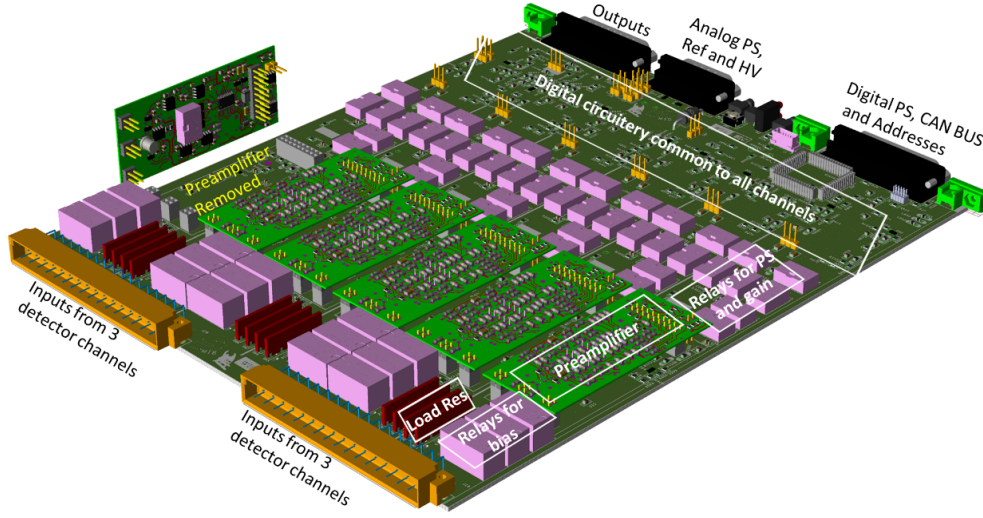 Outputs
Analog PS,
Ref and HV
Digital PS, CAN BUS
and Addresses
Digital circuitery common to all channels
Preamplifier
Removed
Relays for PS
and gain
Preamplifier
Load Res
Relays for
bias
Inputs from 3
detector channels
Inputs from 3
detector channels